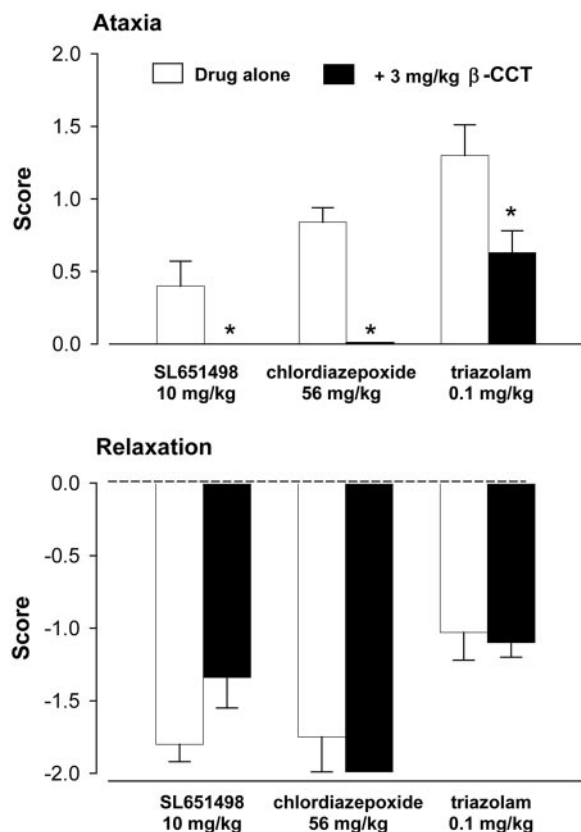 Ataxia
2.0
Drug alone
+ 3 mg/kg β-CCT
1.5
1.0
0.5
0.0
Score
*
*
*
SL651498
10 mg/kg
chlordiazepoxide
56 mg/kg
triazolam
0.1 mg/kg
Relaxation
0.0
-0.5
-1.0
-1.5
-2.0
Score
SL651498
10 mg/kg
chlordiazepoxide
56 mg/kg
triazolam
0.1 mg/kg